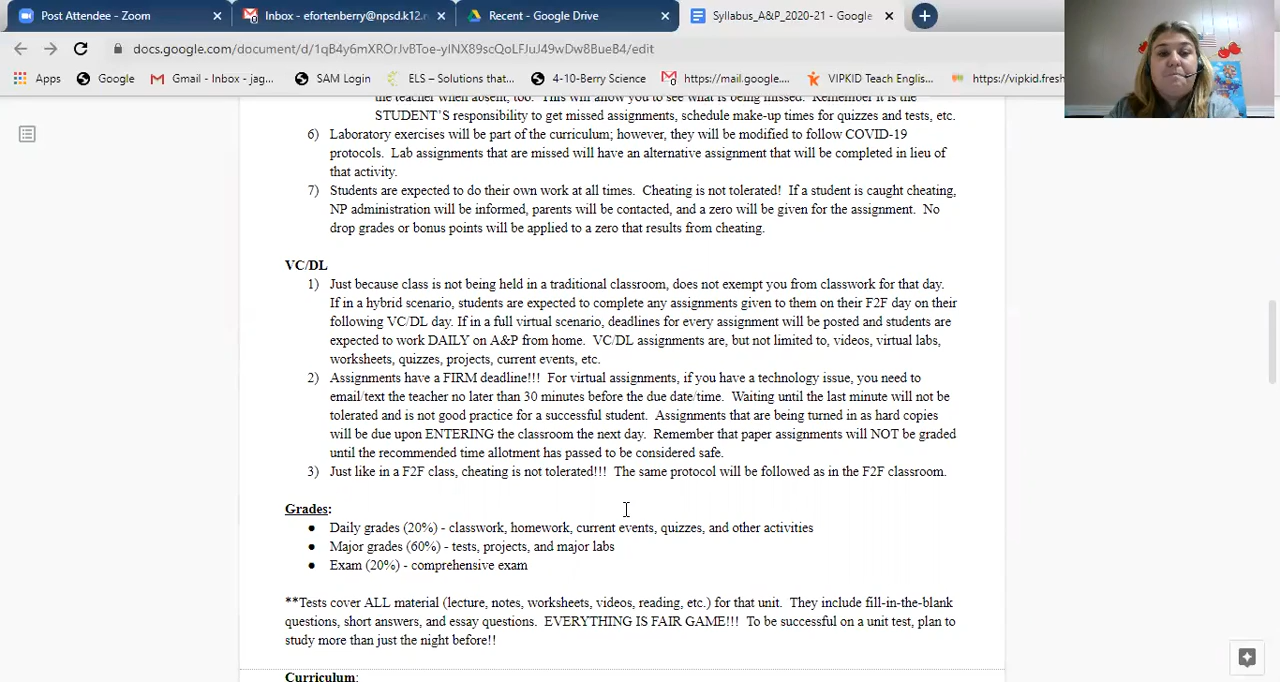 Post Attendee - Zoom
Inbox - efortenberry@npsd.k12.
Recent - Google Drive
Syllabus_A&P_2020-21 - Google
docs.google.com/document/d/
/edit
Apps
Google
Gmail - Inbox - jag...
SAM Login
ELS – Solutions that...
4-10-Berry Science
https://mail.google....
VIPKID Teach Englis...
https://vipkid.fresh
the teacher when absent, too. This will allow you to see what is being missed. Remember it is the
STUDENT'S responsibility to get missed assignments, schedule make-up times for quizzes and tests, etc.
6) Laboratory exercises will be part of the curriculum; however, they will be modified to follow COVID-19
protocols. Lab assignments that are missed will have an alternative assignment that will be completed in lieu of
that activity.
7) Students are expected to do their own work at all times. Cheating is not tolerated! If a student is caught cheating,
NP administration will be informed, parents will be contacted, and a zero will be given for the assignment. No
drop grades or bonus points will be applied to a zero that results from cheating.
VC/DL
1) Just because class is not being held in a traditional classroom, does not exempt you from classwork for that day.
If in a hybrid scenario, students are expected to complete any assignments given to them on their F2F day on their
following VC/DL day. If in a full virtual scenario, deadlines for every assignment will be posted and students are
expected to work DAILY on A&P from home. VC/DL assignments are, but not limited to, videos, virtual labs,
worksheets, quizzes, projects, current events, etc.
2) Assignments have a FIRM deadline!!! For virtual assignments, if you have a technology issue, you need to
email/text the teacher no later than 30 minutes before the due date/time. Waiting until the last minute will not be
tolerated and is not good practice for a successful student. Assignments that are being turned in as hard copies
will be due upon ENTERING the classroom the next day. Remember that paper assignments will NOT be graded
until the recommended time allotment has passed to be considered safe.
3) Just like in a F2F class, cheating is not tolerated!!! The same protocol will be followed as in the F2F classroom.
Grades:
● Daily grades (20%) - classwork, homework, current events, quizzes, and other activities
● Major grades (60%) - tests, projects, and major labs
● Exam (20%) - comprehensive exam
**Tests cover ALL material (lecture, notes, worksheets, videos, reading, etc.) for that unit. They include fill-in-the-blank
questions, short answers, and essay questions. EVERYTHING IS FAIR GAME!!! To be successful on a unit test, plan to
study more than just the night before!!
Curriculum: